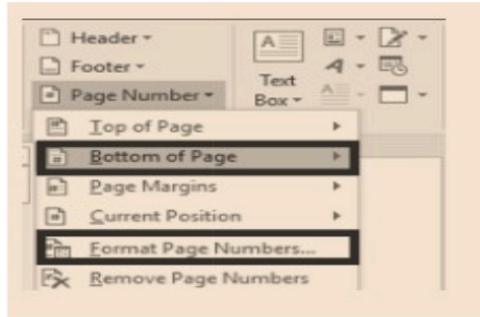 Header
Footer
Page Number
Text
Box
Top of Page
Bottom of Page
Page Margins
Current Position
Format Page Numbers...
Remove Page Numbers